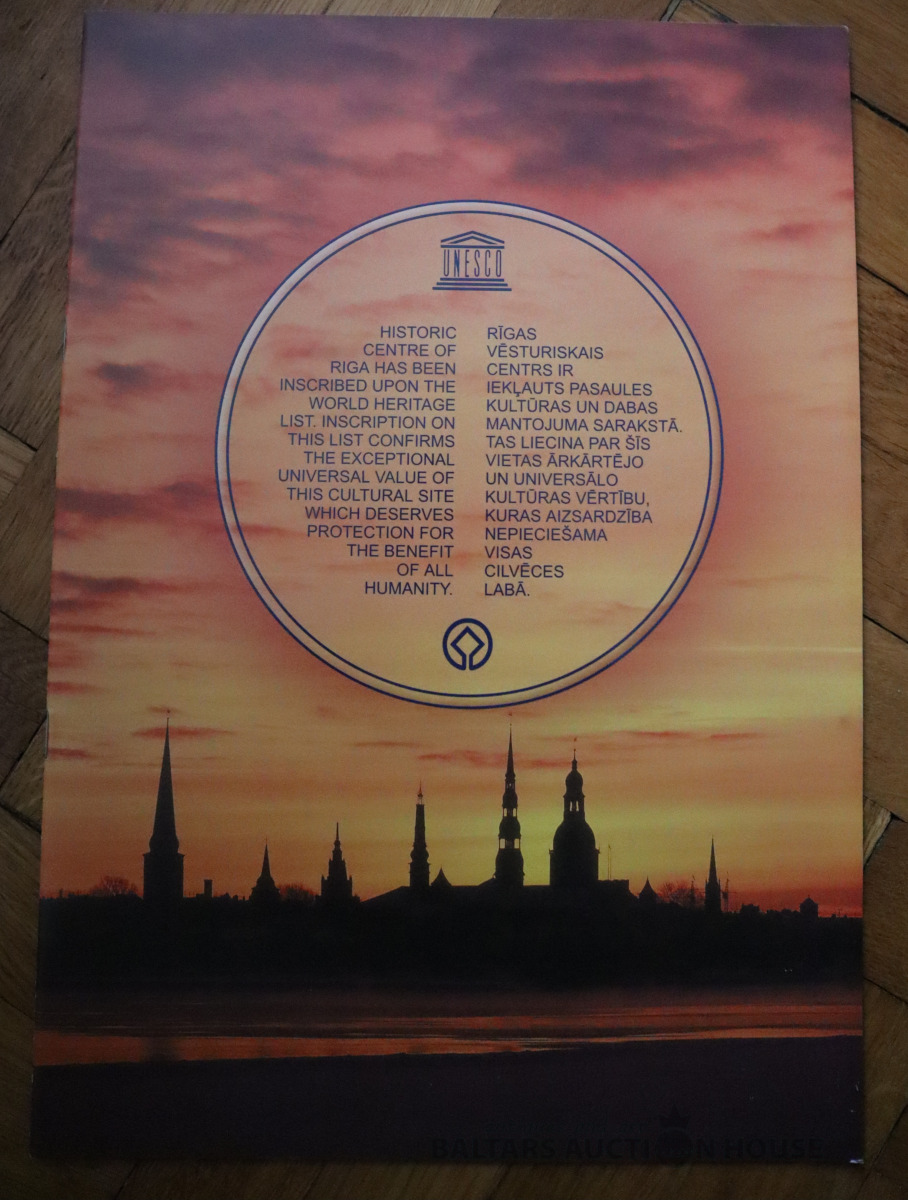 UNESCO
HISTORIC
CENTRE OF
RIGA HAS BEEN
INSCRIBED UPON THE
WORLD HERITAGE
LIST. INSCRIPTION ON
THIS LIST CONFIRMS
THE EXCEPTIONAL
UNIVERSAL VALUE OF
THIS CULTURAL SITE
WHICH DESERVES
PROTECTION FOR
THE BENEFIT
OF ALL
HUMANITY.
RĪGAS
VĒSTURISKAIS
CENTRS IR
IEKĻAUTS PASAULES
KULTŪRAS UN DABAS
MANTOJUMA SARAKSTĀ.
TAS LIECINA PAR ŠĪS
VIETAS ĀRKĀRTĒJO
UN UNIVERSĀLO
KULTŪRAS VĒRTĪBU,
KURAS AIZSARDZĪBA
NEPIECIEŠAMA
VISAS
CILVĒCES
LABĀ.
BALTARS AUCTION HOUSE